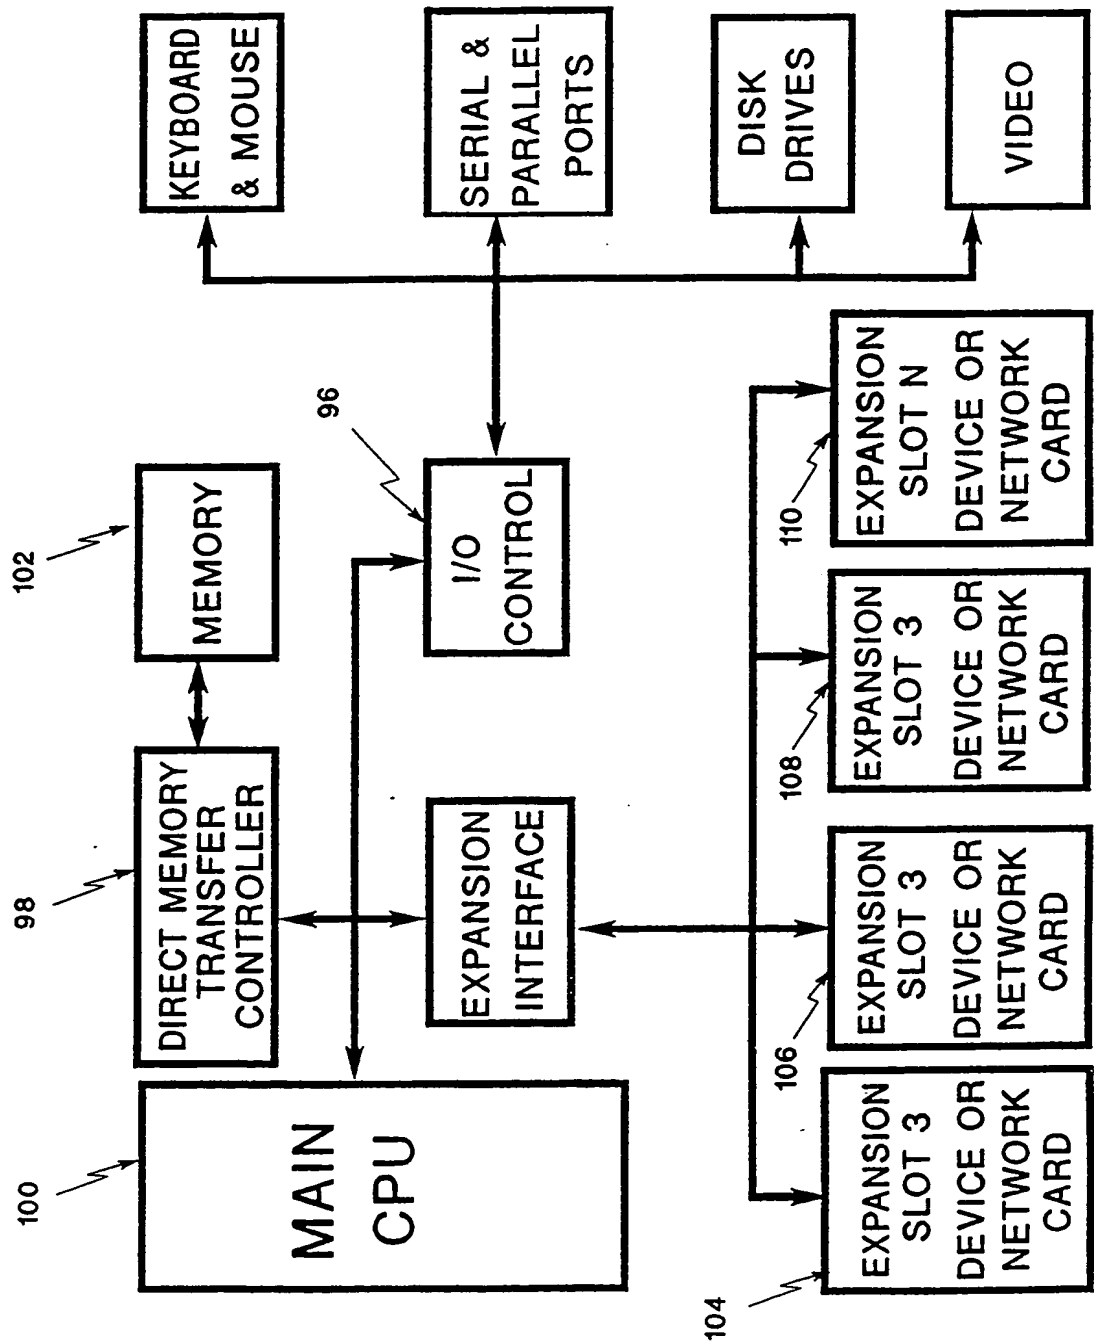 100
MAIN
CPU
98
DIRECT MEMORY
TRANSFER
CONTROLLER
102
MEMORY
KEYBOARD
& MOUSE
EXPANSION
INTERFACE
96
I/O
CONTROL
SERIAL &
PARALLEL
PORTS
DISK
DRIVES
VIDEO
104
EXPANSION
SLOT 3
DEVICE OR
NETWORK
CARD
106
EXPANSION
SLOT 3
DEVICE OR
NETWORK
CARD
108
EXPANSION
SLOT 3
DEVICE OR
NETWORK
CARD
110
EXPANSION
SLOT N
DEVICE OR
NETWORK
CARD